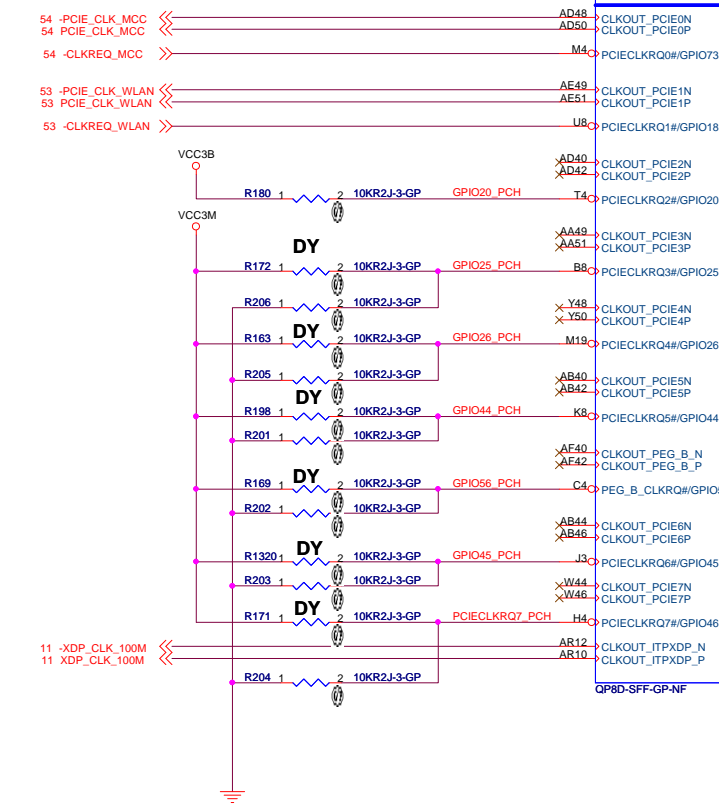 54 -PCIE_CLK_MCC AD48 CLKOUT_PCIE0N
54 PCIE_CLK_MCC AD50 CLKOUT_PCIE0P
54 -CLKREQ_MCC M4 PCIECLKRQ0#/GPIO73
53 -PCIE_CLK_WLAN AE49 CLKOUT_PCIE1N
53 PCIE_CLK_WLAN AE51 CLKOUT_PCIE1P
53 -CLKREQ_WLAN U8 PCIECLKRQ1#/GPIO18
VCC3B
AD40 CLKOUT_PCIE2N
AD42 CLKOUT_PCIE2P
R180 1 2 10KR2J-3-GP GPIO20_PCH T4 PCIECLKRQ2#/GPIO20
VCC3M
AA49 CLKOUT_PCIE3N
AA51 CLKOUT_PCIE3P
DY
R172 1 2 10KR2J-3-GP GPIO25_PCH B8 PCIECLKRQ3#/GPIO25
R206 1 2 10KR2J-3-GP Y48 CLKOUT_PCIE4N
Y50 CLKOUT_PCIE4P
DY
R163 1 2 10KR2J-3-GP GPIO26_PCH M19 PCIECLKRQ4#/GPIO26
R205 1 2 10KR2J-3-GP AB40 CLKOUT_PCIE5N
AB42 CLKOUT_PCIE5P
DY
R198 1 2 10KR2J-3-GP GPIO44_PCH K8 PCIECLKRQ5#/GPIO44
R201 1 2 10KR2J-3-GP
AF40 CLKOUT_PEG_B_N
AF42 CLKOUT_PEG_B_P
DY
R169 1 2 10KR2J-3-GP GPIO56_PCH C4 PEG_B_CLKRQ#/GPIO
R202 1 2 10KR2J-3-GP
AB44 CLKOUT_PCIE6N
AB46 CLKOUT_PCIE6P
DY
R1320 1 2 10KR2J-3-GP GPIO45_PCH J3 PCIECLKRQ6#/GPIO45
R203 1 2 10KR2J-3-GP W44 CLKOUT_PCIE7N
W46 CLKOUT_PCIE7P
DY
R171 1 2 10KR2J-3-GP PCIECLKRQ7_PCH H4 PCIECLKRQ7#/GPIO46
11 -XDP_CLK_100M AR12 CLKOUT_ITPXDP_N
11 XDP_CLK_100M AR10 CLKOUT_ITPXDP_P
R204 1 2 10KR2J-3-GP
QP8D-SFF-GP-NF